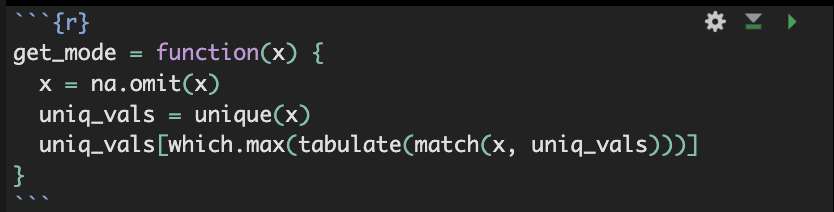 ```{r}
get_mode = function(x) {
  x = na.omit(x)
  uniq_vals = unique(x)
  uniq_vals[which.max(tabulate(match(x, uniq_vals)))]
}
```